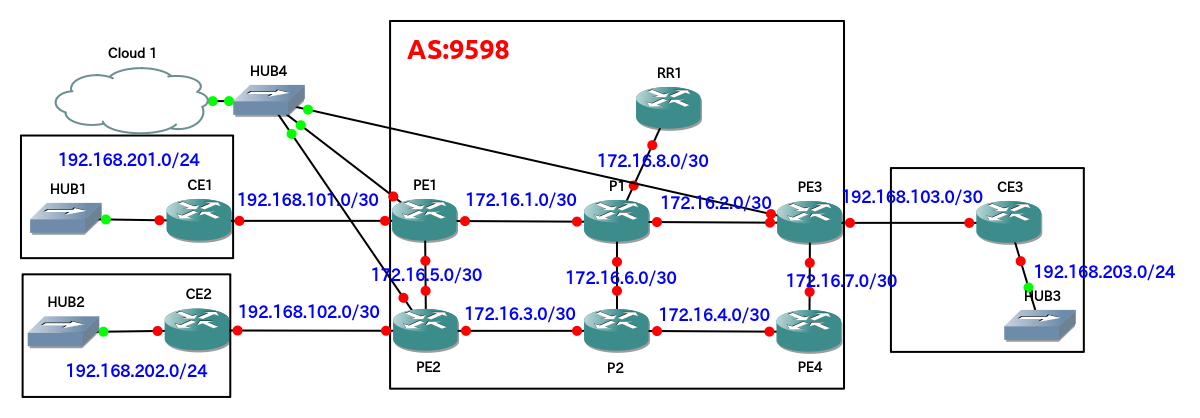 Cloud 1
HUB4
AS:9598
RR1
192.168.201.0/24
172.16.8.0/30
HUB1
CE1
192.168.101.0/30
PE1
172.16.1.0/30
P1
172.16.2.0/30
PE3
192.168.103.0/30
CE3
172.16.5.0/30
172.16.6.0/30
172.16.7.0/30
192.168.203.0/24
HUB2
CE2
192.168.102.0/30
172.16.3.0/30
172.16.4.0/30
HUB3
192.168.202.0/24
PE2
P2
PE4